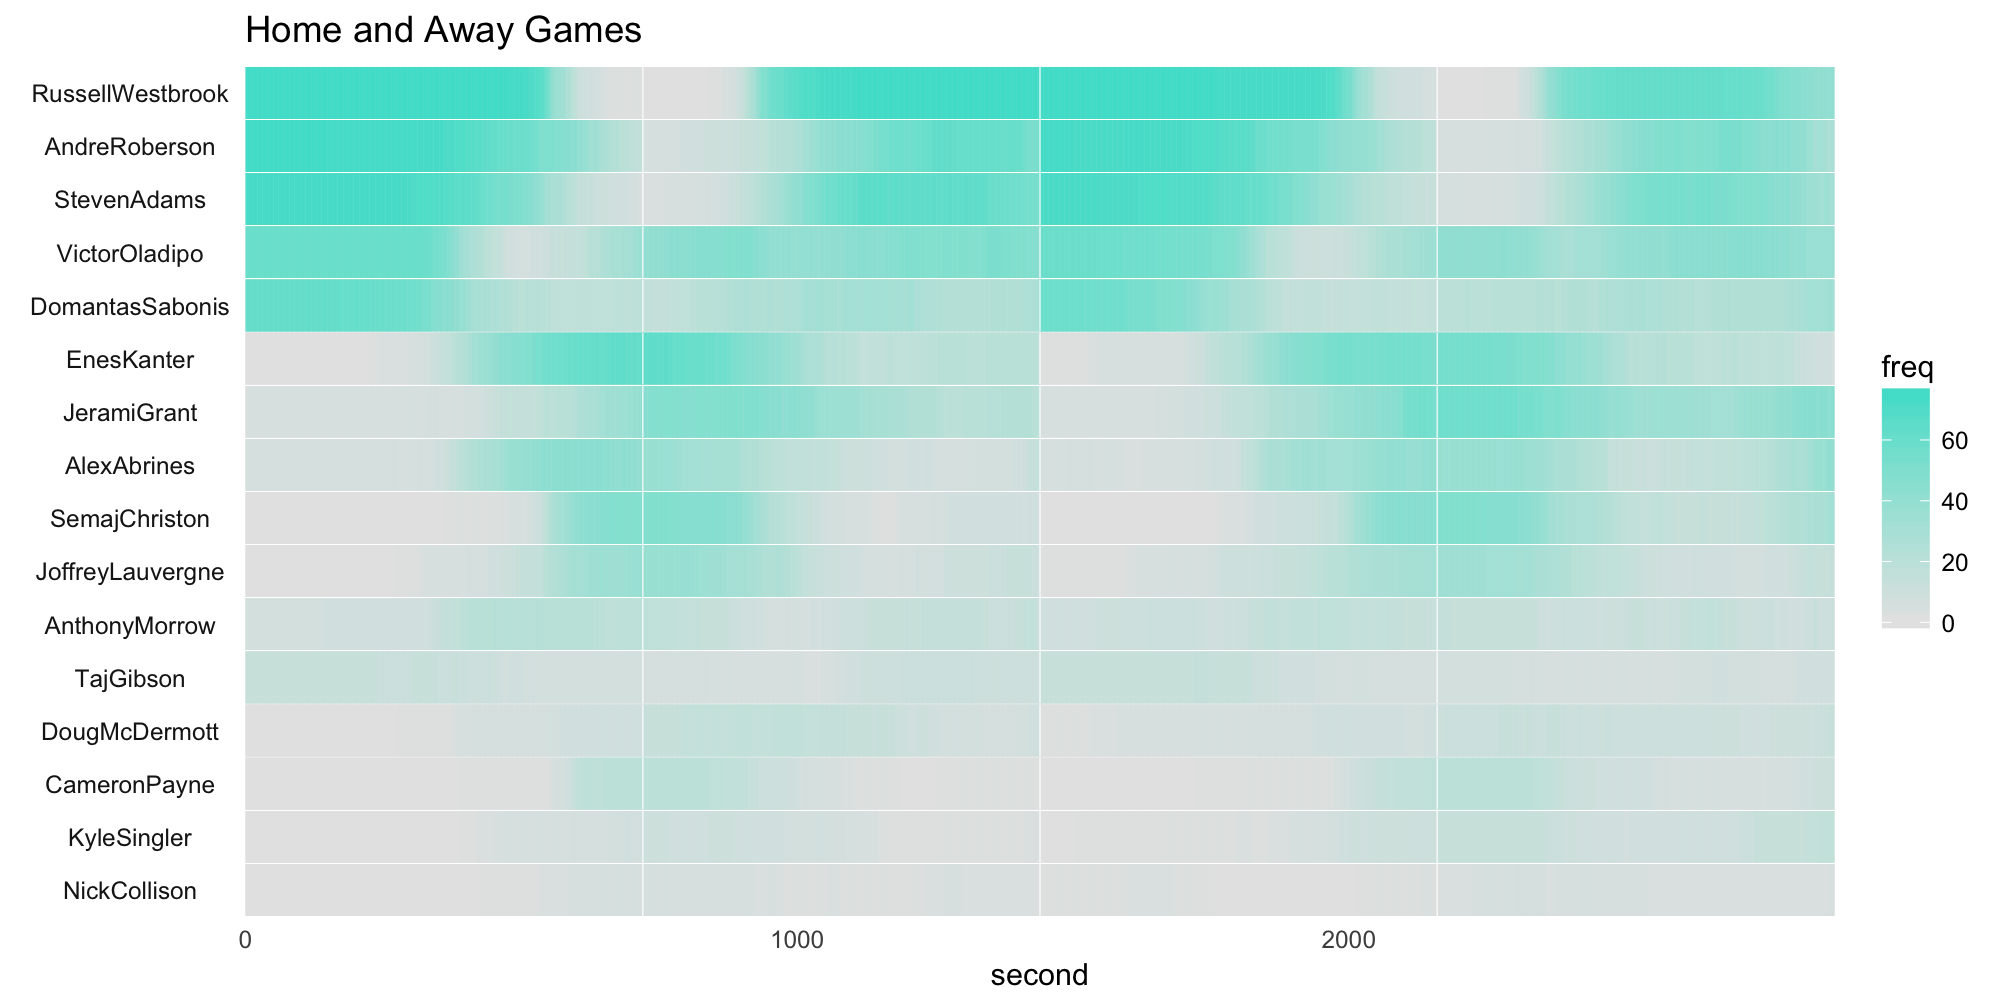 Home and Away Games
RussellWestbrook
AndreRoberson
StevenAdams
VictorOladipo
DomantasSabonis
EnesKanter
JeramiGrant
AlexAbrines
SemajChriston
JoffreyLauvergne
AnthonyMorrow
TajGibson
DougMcDermott
CameronPayne
KyleSingler
NickCollison
0 1000 2000
second
freq
60
40
20
0